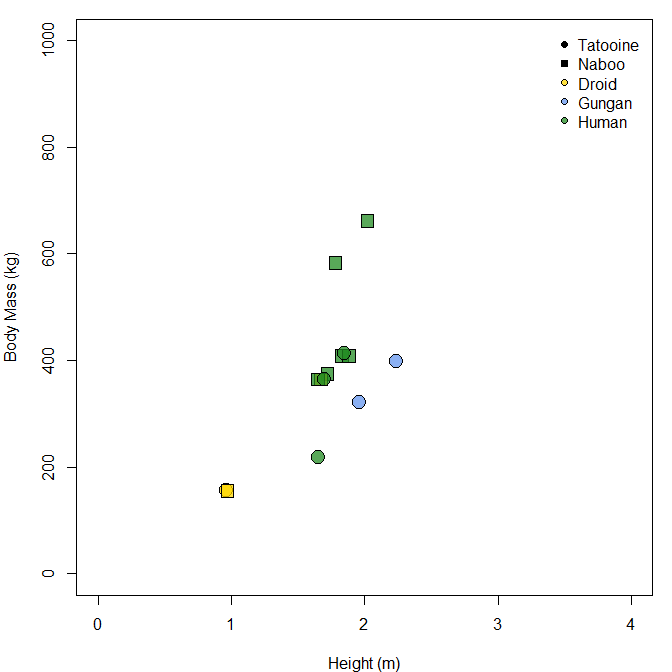 Tatooine
Naboo
Droid
Gungan
Human
1000
800
600
400
200
0
Body Mass (kg)
0 1 2 3 4
Height (m)